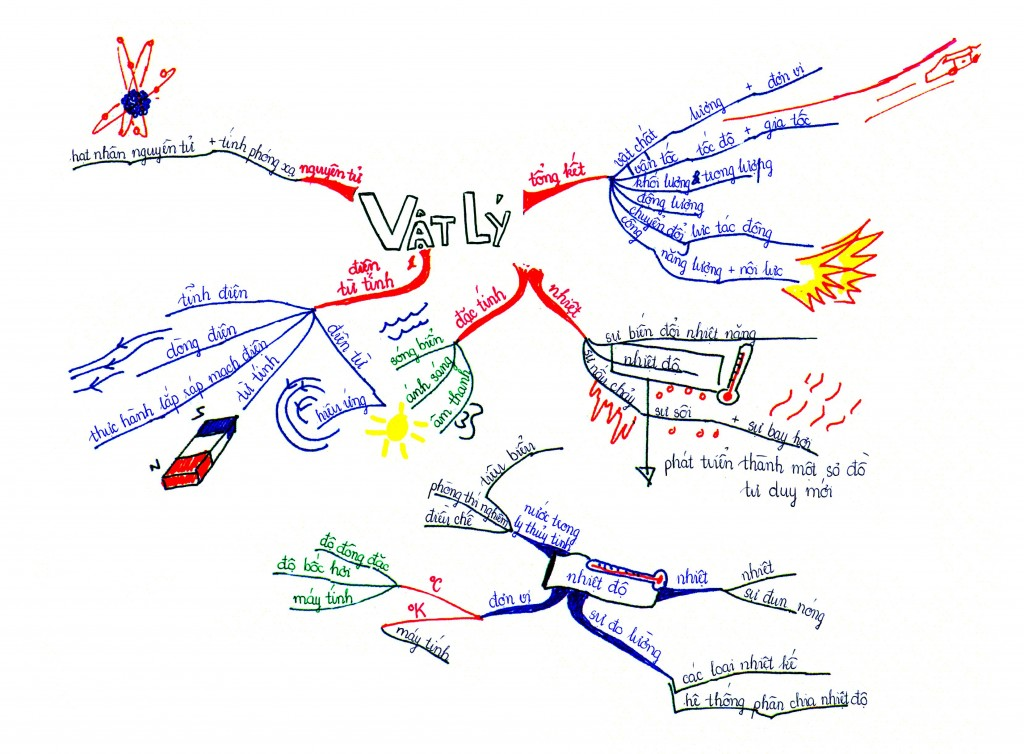 VẬT LÝ
nguyên tử
+ tính phóng xạ
hạt nhân nguyên tử
tổng kết
vật chất
lượng + đơn vị
vận tốc
tốc độ + gia tốc
khối lượng & trọng lượng
động lượng
chuyển đổi lực tác động
công
năng lượng + nội lực
điện
từ tính
tĩnh điện
dòng điện
thực hành lắp ráp mạch điện
từ tính
điện từ
hiệu ứng
S
N
đặc tính
sóng biển
ánh sáng
âm thanh
nhiệt
sự biến đổi nhiệt năng
nhiệt độ
sự nấu chảy
sự sôi + sự bay hơi
phát triển thành một sơ đồ
tư duy mới
nhiệt độ
nước trong
ly thủy tinh
tiêu biểu
phòng thí nghiệm
điều chế
đơn vị
°C
độ đông đặc
độ bốc hơi
máy tính
°K
máy tính
nhiệt
nhiệt
sự đun nóng
sự đo lường
các loại nhiệt kế
hệ thống phân chia nhiệt độ